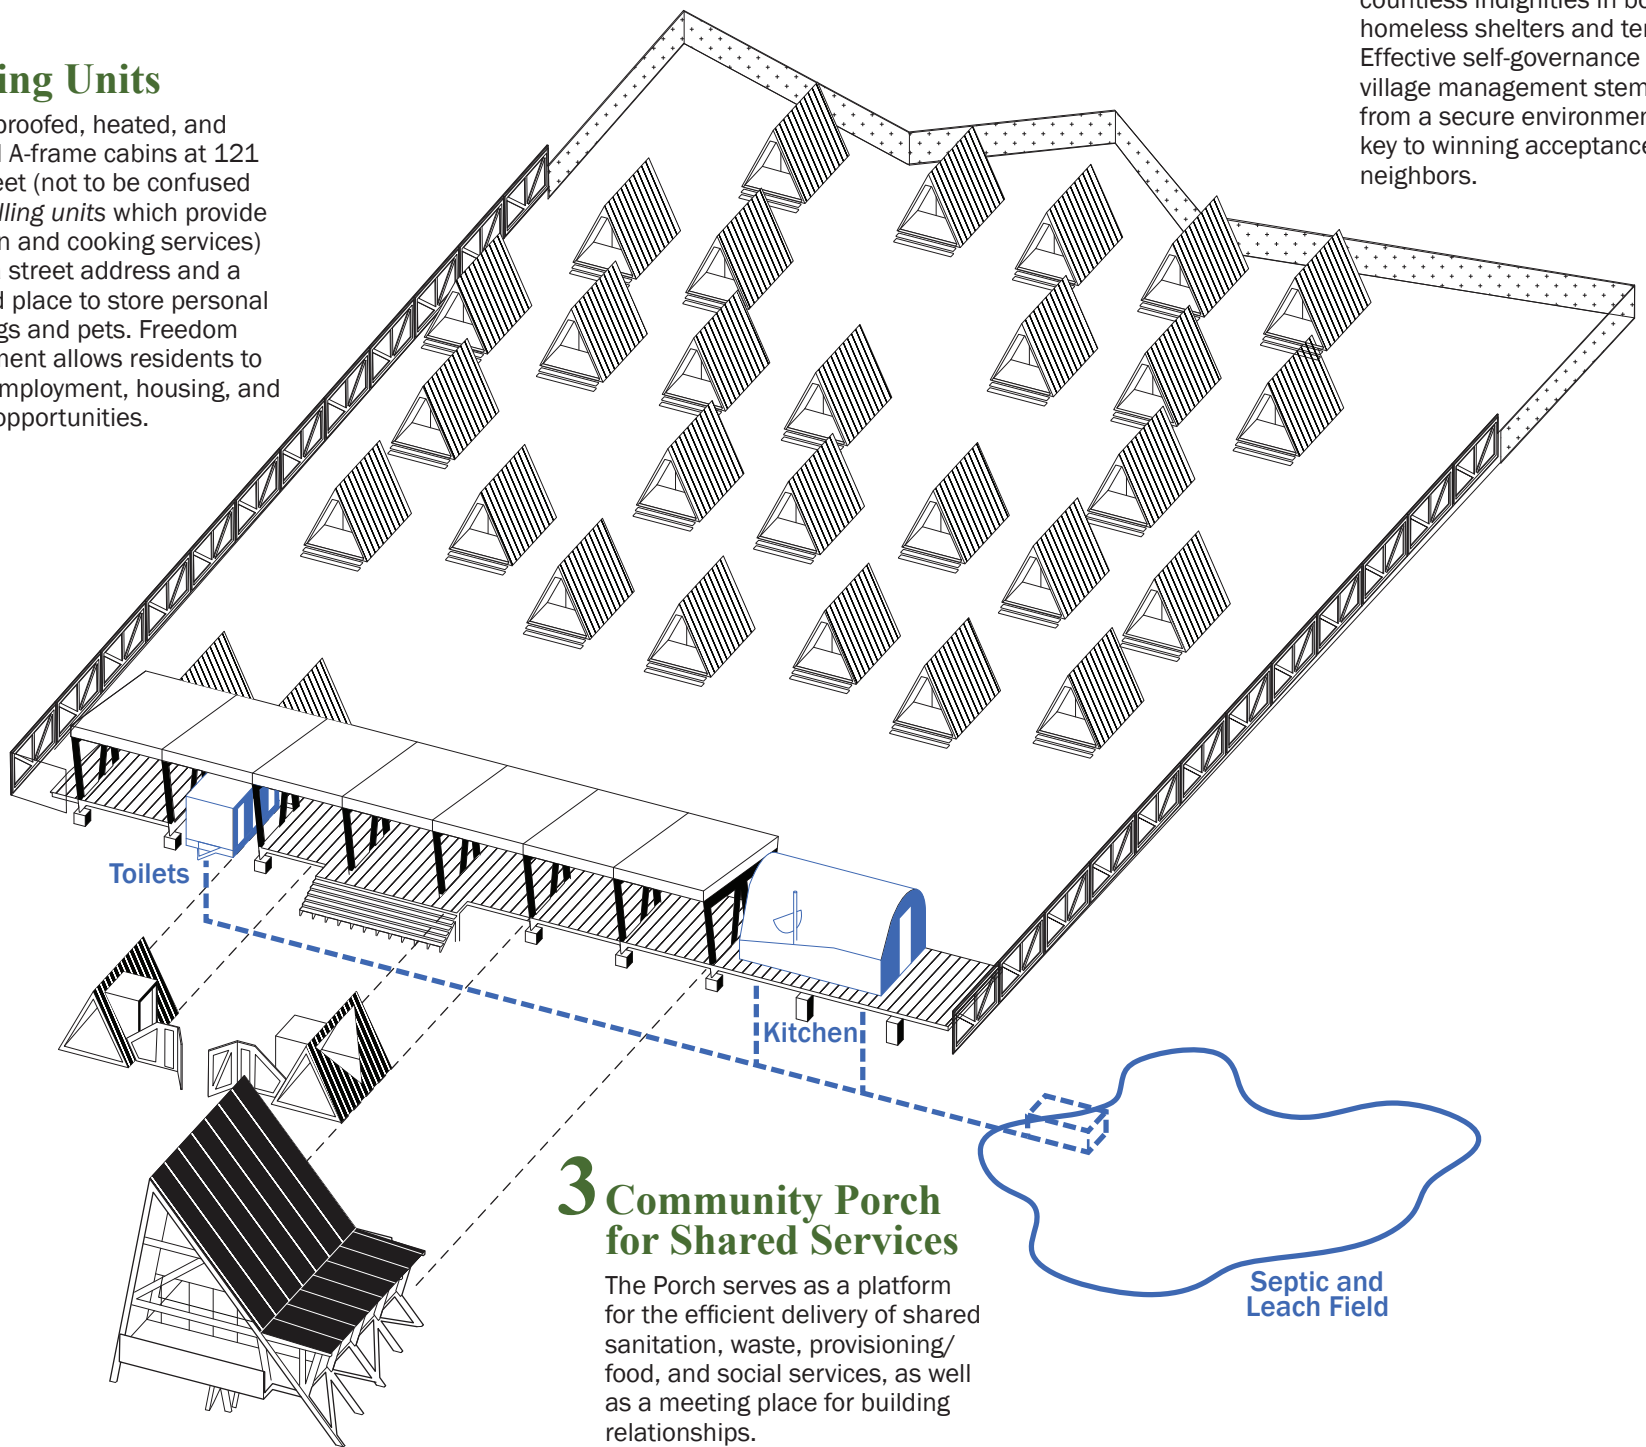 ing Units
proofed, heated, and
A-frame cabins at 121
eet (not to be confused
lling units which provide
n and cooking services)
street address and a
d place to store personal
gs and pets. Freedom
ment allows residents to
mployment, housing, and
opportunities.
countless indignities in bo
homeless shelters and ter
Effective self-governance
village management stem
from a secure environmen
key to winning acceptance
neighbors.
Toilets
Kitchen
3 Community Porch
for Shared Services
The Porch serves as a platform
for the efficient delivery of shared
sanitation, waste, provisioning/
food, and social services, as well
as a meeting place for building
relationships.
Septic and
Leach Field